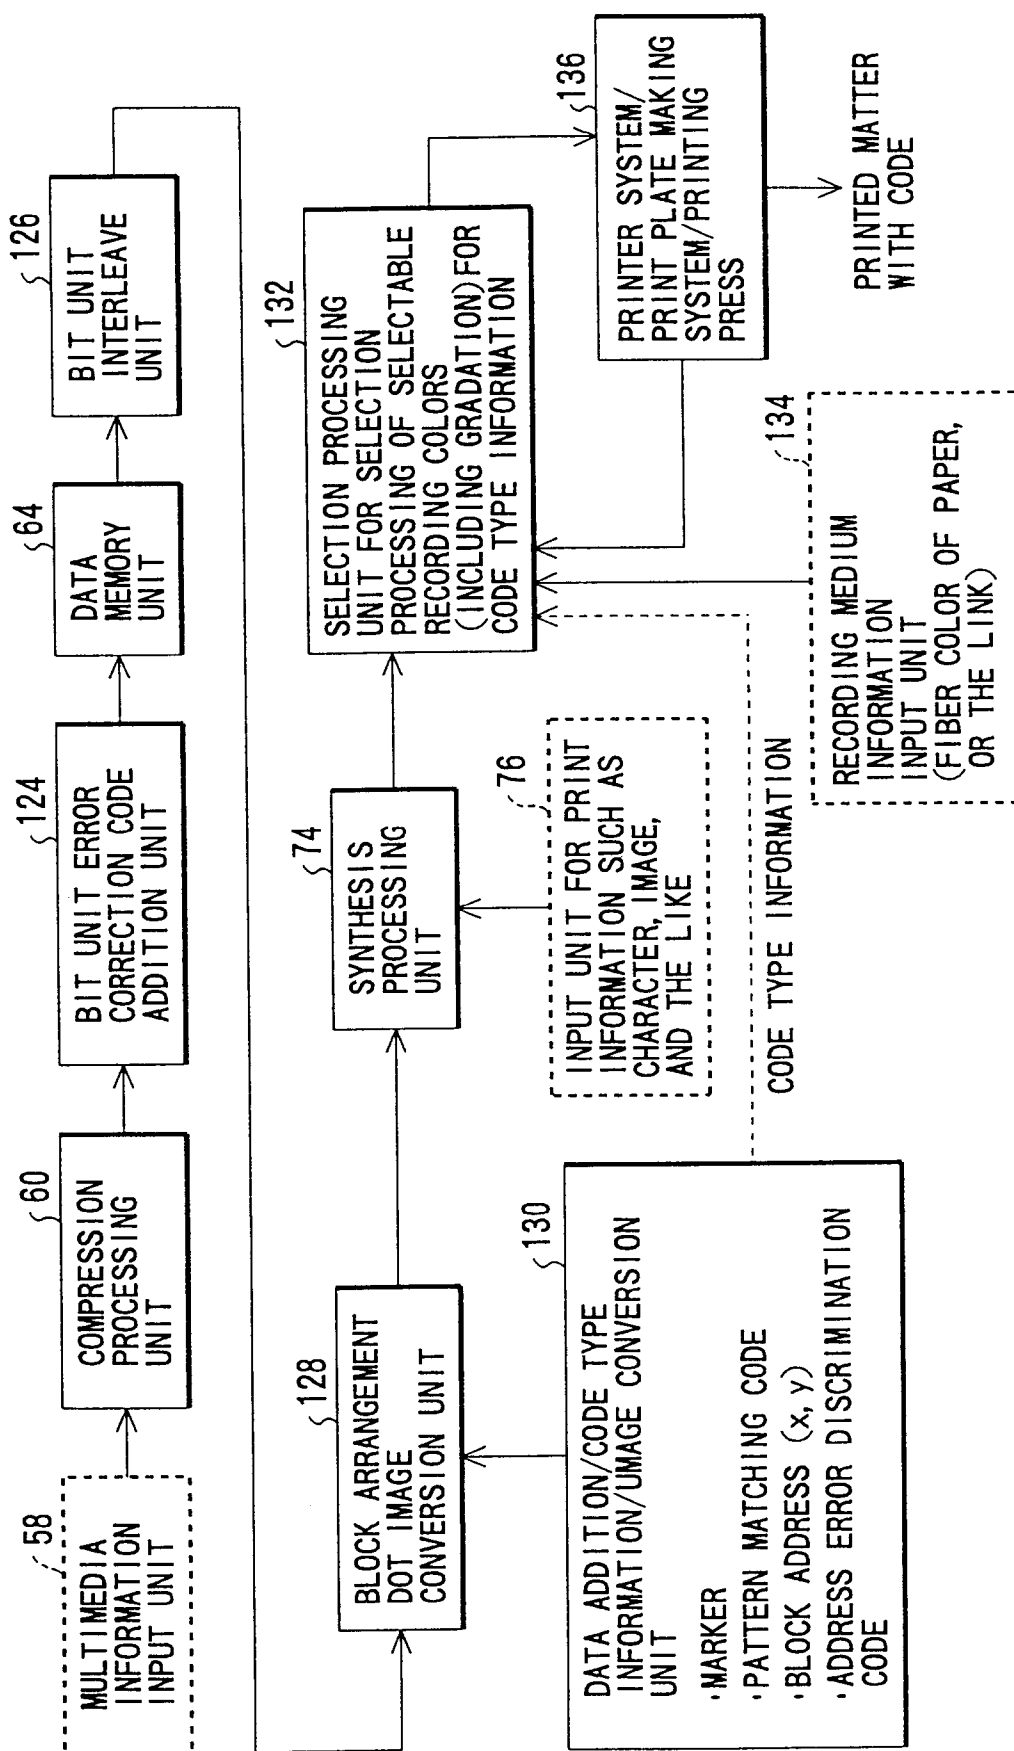 58
MULTIMEDIA
INFORMATION
INPUT UNIT
60
COMPRESSION
PROCESSING
UNIT
124
BIT UNIT ERROR
CORRECTION CODE
ADDITION UNIT
64
DATA
MEMORY
UNIT
126
BIT UNIT
INTERLEAVE
UNIT
128
BLOCK ARRANGEMENT
DOT IMAGE
CONVERSION UNIT
74
SYNTHESIS
PROCESSING
UNIT
132
SELECTION PROCESSING
UNIT FOR SELECTION
PROCESSING OF SELECTABLE
RECORDING COLORS
(INCLUDING GRADATION)FOR
CODE TYPE INFORMATION
136
PRINTER SYSTEM/
PRINT PLATE MAKING
SYSTEM/PRINTING
PRESS
PRINTED MATTER
WITH CODE
76
INPUT UNIT FOR PRINT
INFORMATION SUCH AS
CHARACTER, IMAGE,
AND THE LIKE
130
DATA ADDITION/CODE TYPE
INFORMATION/UMAGE CONVERSION
UNIT
·MARKER
·PATTERN MATCHING CODE
·BLOCK ADDRESS (x, y)
·ADDRESS ERROR DISCRIMINATION
CODE
CODE TYPE INFORMATION
134
RECORDING MEDIUM
INFORMATION
INPUT UNIT
(FIBER COLOR OF PAPER,
OR THE LINK)